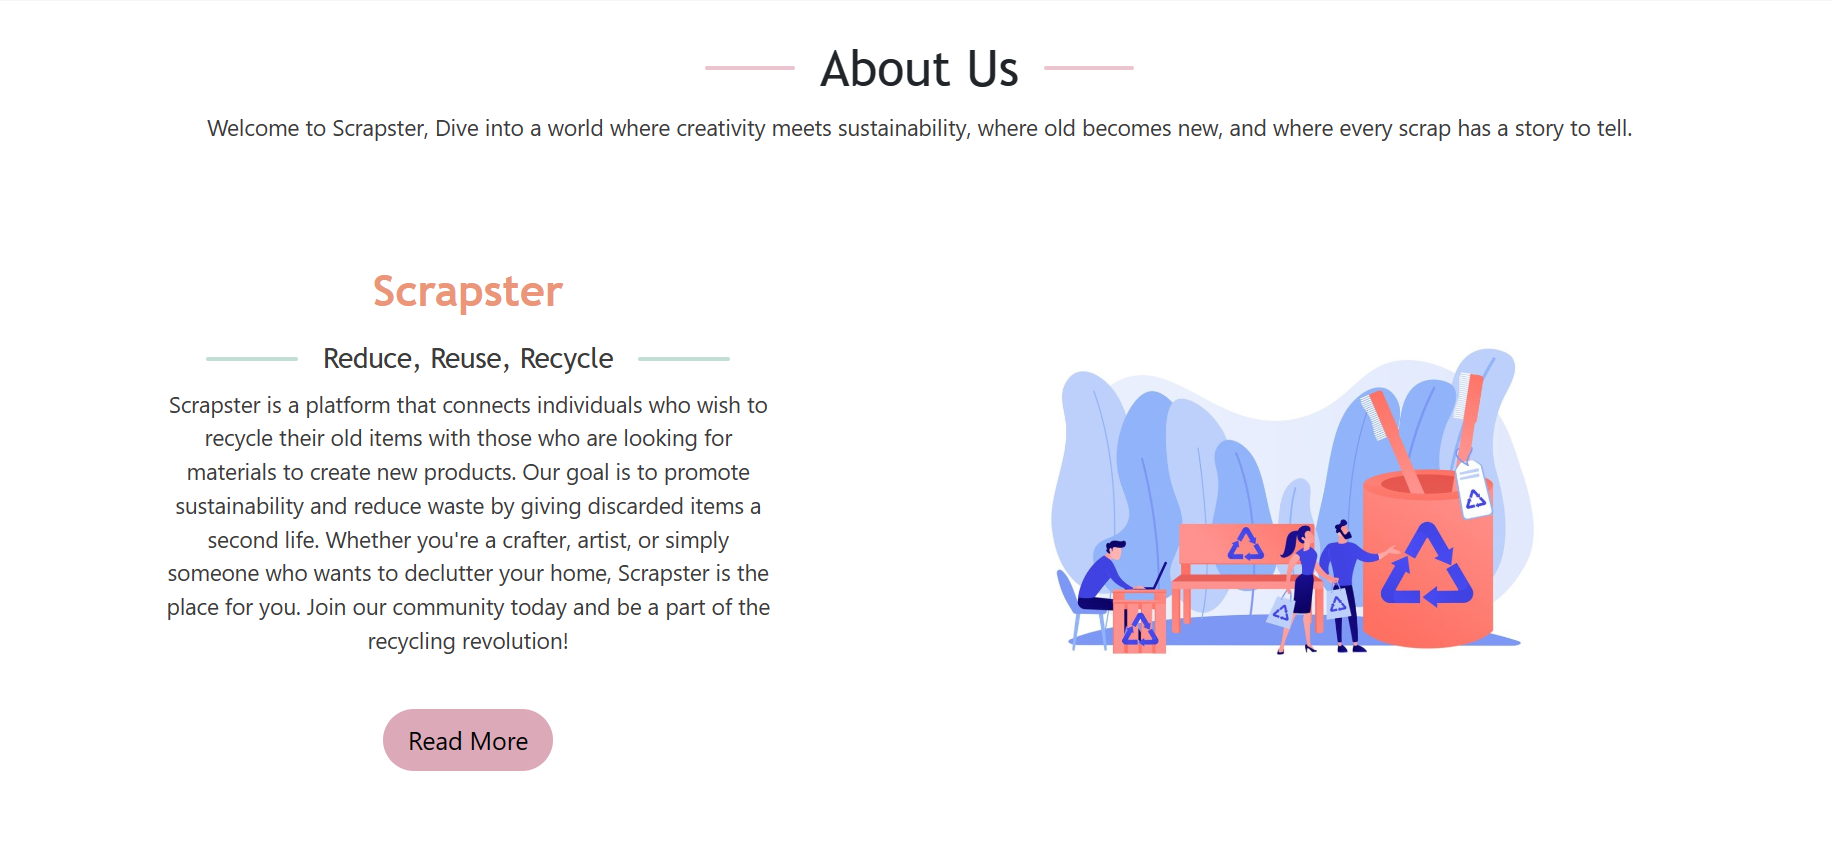 About Us
Welcome to Scrapster, Dive into a world where creativity meets sustainability, where old becomes new, and where every scrap has a story to tell.
Scrapster
Reduce, Reuse, Recycle
Scrapster is a platform that connects individuals who wish to
recycle their old items with those who are looking for
materials to create new products. Our goal is to promote
sustainability and reduce waste by giving discarded items a
second life. Whether you're a crafter, artist, or simply
someone who wants to declutter your home, Scrapster is the
place for you. Join our community today and be a part of the
recycling revolution!
Read More